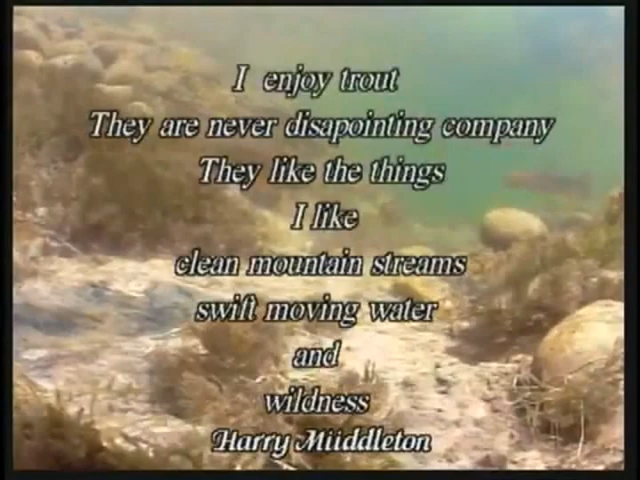 I enjoy trout
They are never disapointing company
They like the things
I like
clean mountain streams
swift moving water
and
wildness
Harry Miiddleton